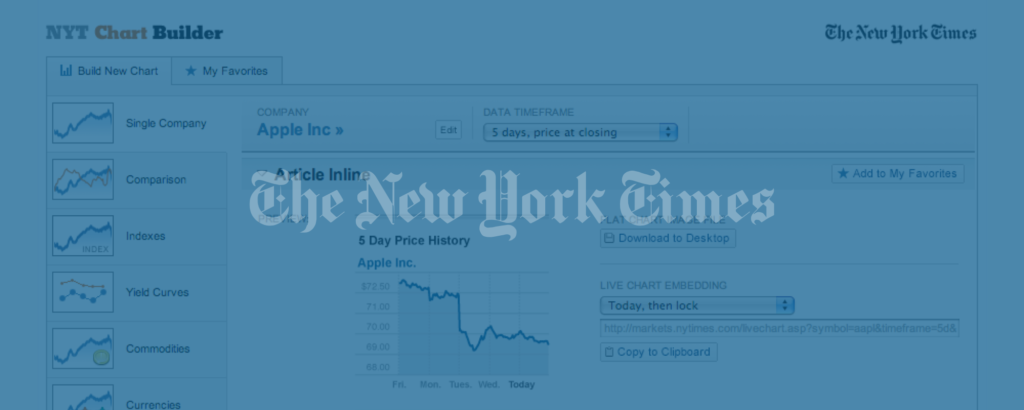 NYT Chart Builder
The New York Times
Build New Chart
My Favorites
Single Company
Comparison
Indexes
INDEX
Yield Curves
Commodities
Currencies
COMPANY
Apple Inc »
Edit
DATA TIMEFRAME
5 days, price at closing
Article Inline
Add to My Favorites
The New York Times
5 Day Price History
Apple Inc.
$72.50
71.00
70.00
69.00
68.00
Fri. Mon. Tues. Wed. Today
FLAT CHART IMAGE FILE
Download to Desktop
LIVE CHART EMBEDDING
Today, then lock
http://markets.nytimes.com/livechart.asp?symbol=aapl&timeframe=5d&
Copy to Clipboard